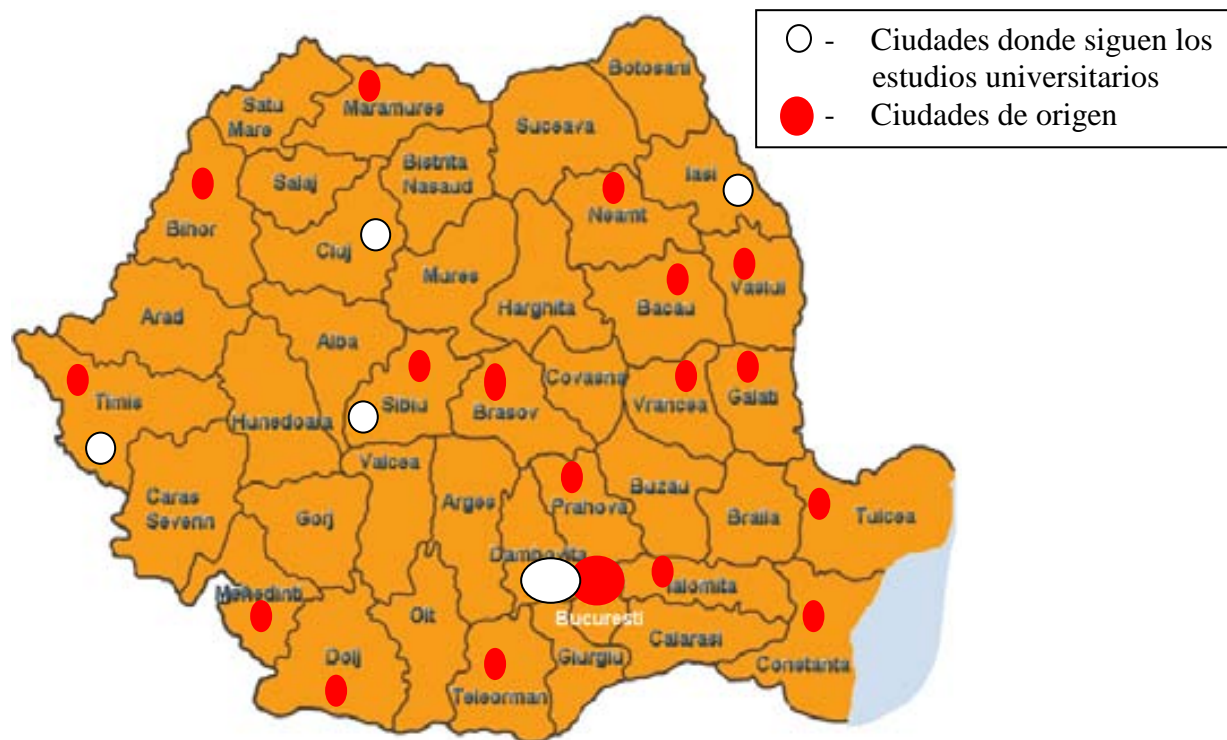 - Ciudades donde siguen los
estudios universitarios
- Ciudades de origen
Botosani
Satu
Mare
Maramures
Suceava
Bistrita
Nasaud
Salaj
Iasi
Neamt
Bihor
Cluj
Mures
Harghita
Bacau
Vaslui
Arad
Alba
Timis
Hunedoara
Sibiu
Brasov
Covasna
Vrancea
Galati
Valcea
Caras
Severin
Gorj
Arges
Prahova
Buzau
Braila
Tulcea
Dambovita
Ialomita
Mehedinti
Olt
Bucuresti
Calarasi
Dolj
Teleorman
Giurgiu
Constanta